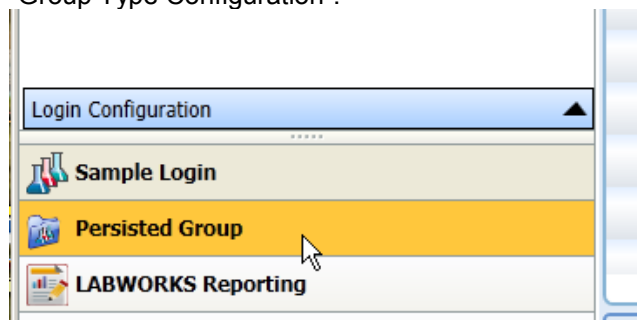 Group Type Configuration".
Login Configuration
Sample Login
Persisted Group
LABWORKS Reporting